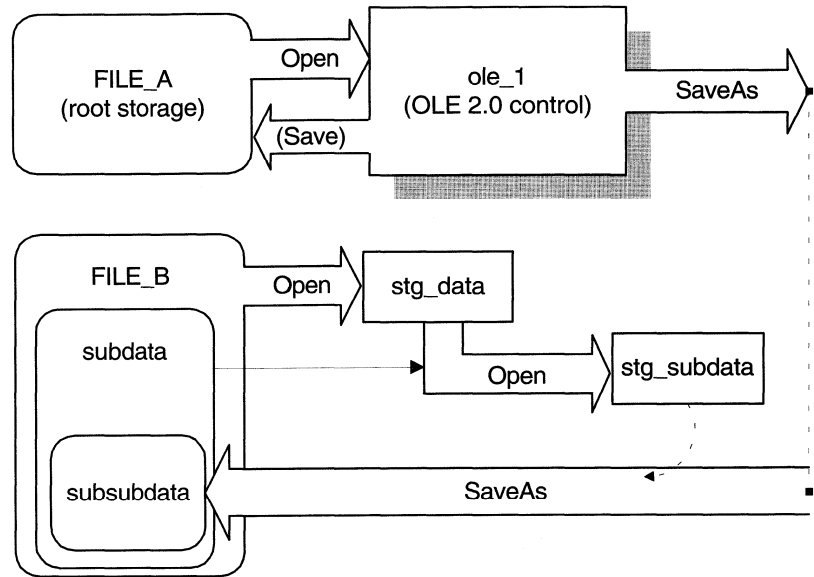 FILE_A
(root storage)
Open
(Save)
ole_1
(OLE 2.0 control)
SaveAs
FILE_B
Open
stg_data
subdata
Open
stg_subdata
subsubdata
SaveAs